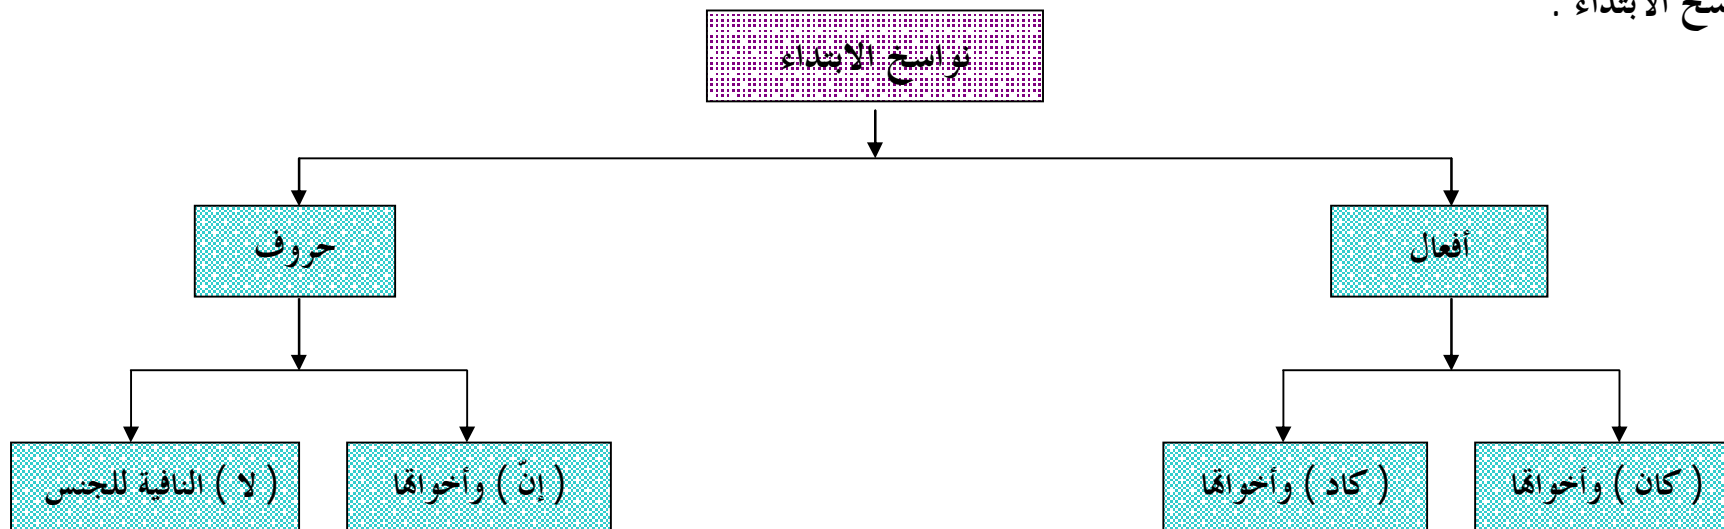 الابتداء .
نواسخ الابتداء
أفعال
حروف
( كان ) وأخواتها
( كاد ) وأخواتها
( إنّ ) وأخواتها
( لا ) النافية للجنس